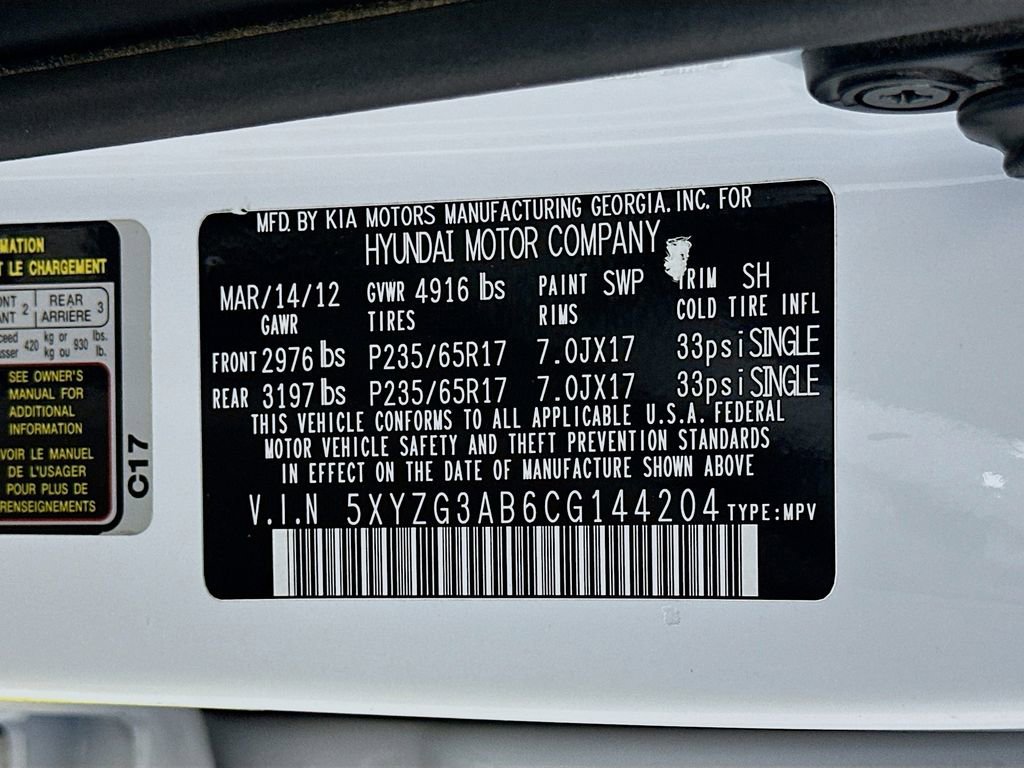 MATION
T LE CHARGEMENT
2 REAR 3
ARRIERE
420 kg or 930 lbs.
kg ou lb.
SEE OWNER'S
MANUAL FOR
ADDITIONAL
INFORMATION
VOIR LE MANUEL
DE L'USAGER
POUR PLUS DE
RENSEIGNEMENTS
C17
MFD. BY KIA MOTORS MANUFACTURING GEORGIA. INC. FOR
HYUNDAI MOTOR COMPANY
MAR/14/12 GVWR 4916 lbs PAINT SWP TRIM SH
GAWR TIRES RIMS COLD TIRE INFL
FRONT 2976 lbs P235/65R17 7.0JX17 33psi SINGLE
REAR 3197 lbs P235/65R17 7.0JX17 33psi SINGLE
THIS VEHICLE CONFORMS TO ALL APPLICABLE U.S.A. FEDERAL
MOTOR VEHICLE SAFETY AND THEFT PREVENTION STANDARDS
IN EFFECT ON THE DATE OF MANUFACTURE SHOWN ABOVE
V.I.N 5XYZG3AB6CG144204 TYPE:MPV